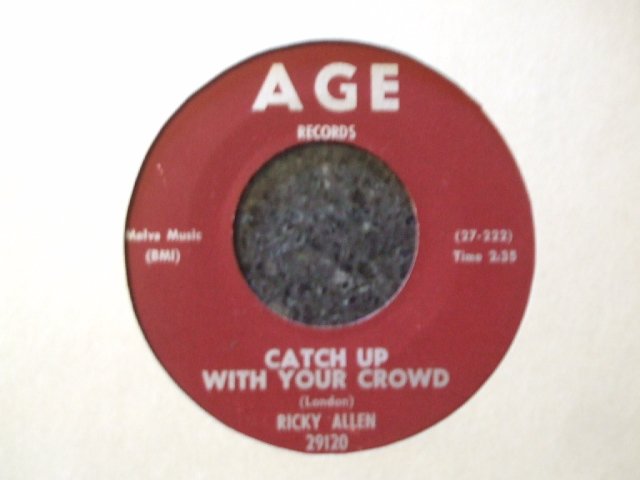 AGE
RECORDS
Melva Music
(BMI)
(27-222)
Time 2:35
CATCH UP
WITH YOUR CROWD
(London)
RICKY ALLEN
29120